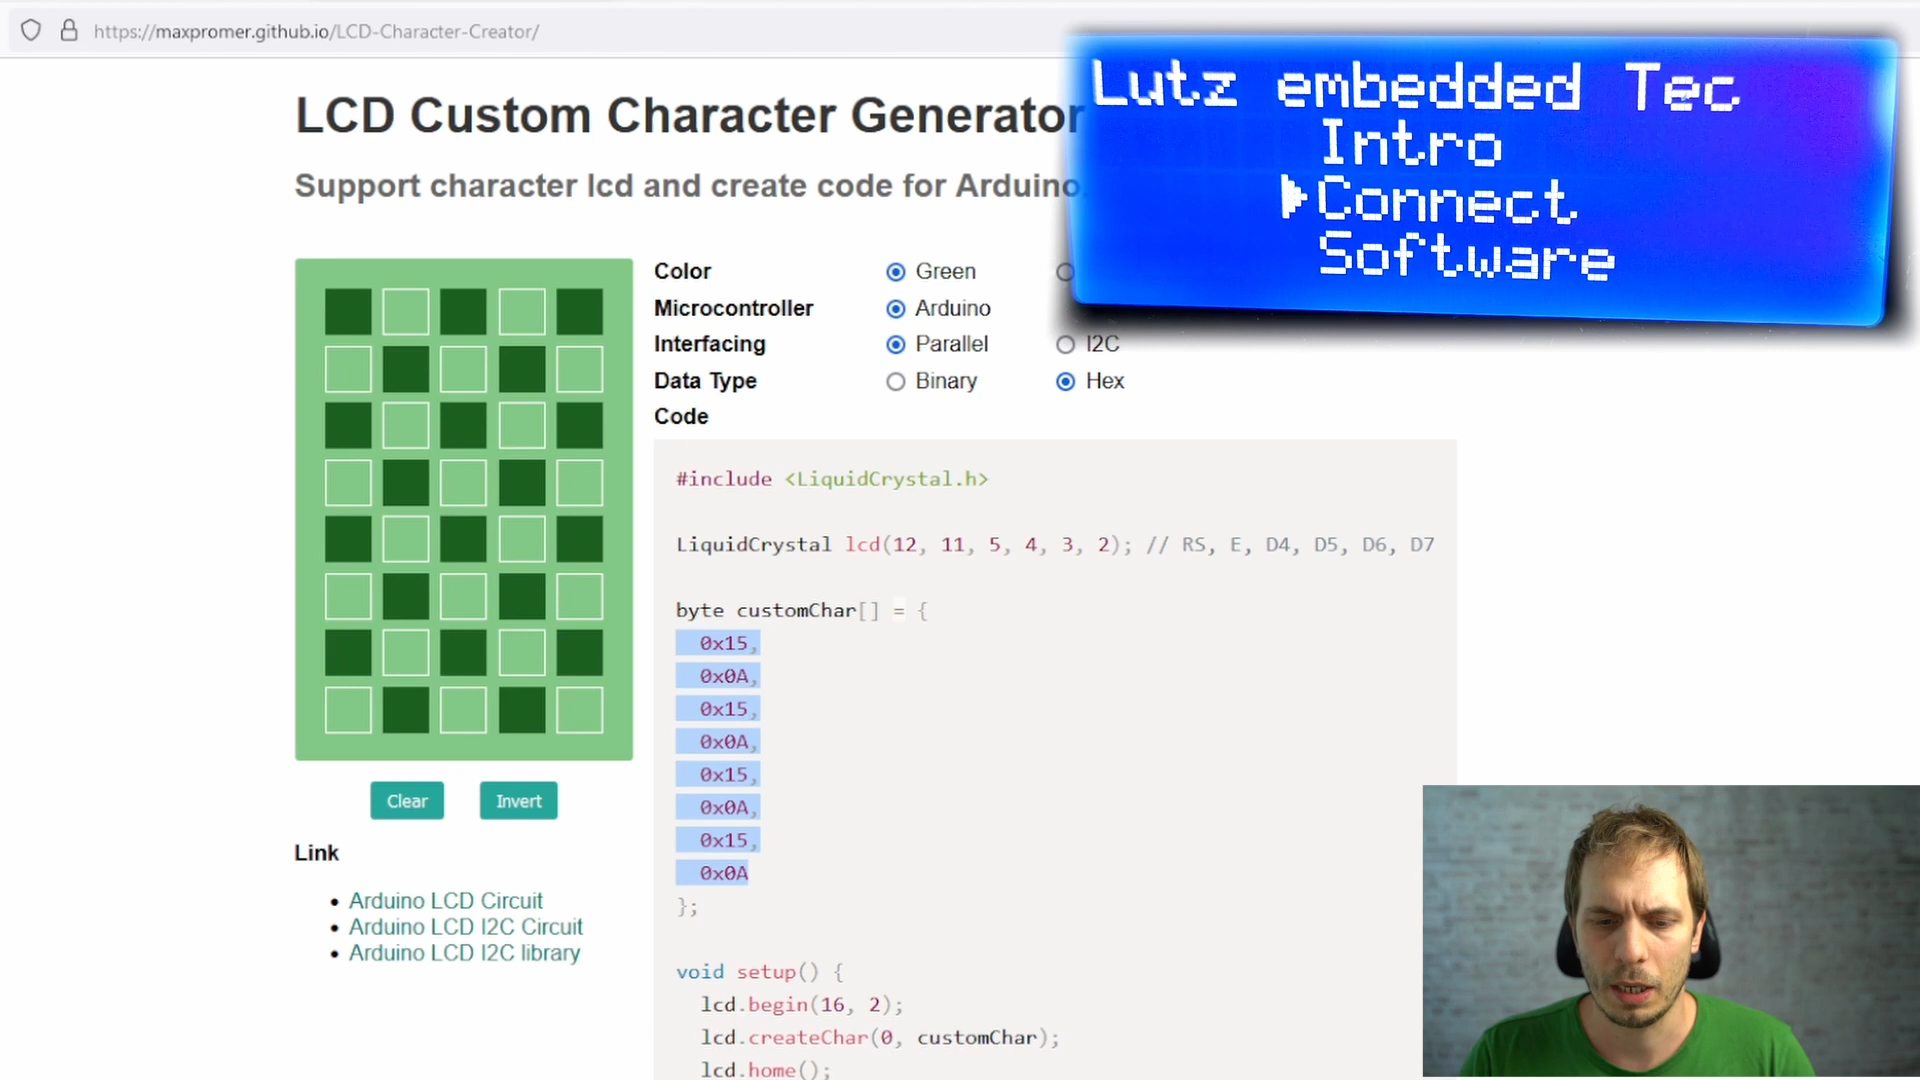 https://maxpromer.github.io/LCD-Character-Creator/
LCD Custom Character Generator
Support character lcd and create code for Arduino.
Lutz embedded Tec
Intro
Connect
Software
Color Green
Microcontroller Arduino
Interfacing Parallel I2C
Data Type Binary Hex
Code
#include <LiquidCrystal.h>
LiquidCrystal lcd(12, 11, 5, 4, 3, 2); // RS, E, D4, D5, D6, D7
byte customChar[] = {
0x15,
0x0A,
0x15,
0x0A,
0x15,
0x0A,
0x15,
0x0A
};
void setup() {
lcd.begin(16, 2);
lcd.createChar(0, customChar);
lcd.home();
Clear Invert
Link
Arduino LCD Circuit
Arduino LCD I2C Circuit
Arduino LCD I2C library